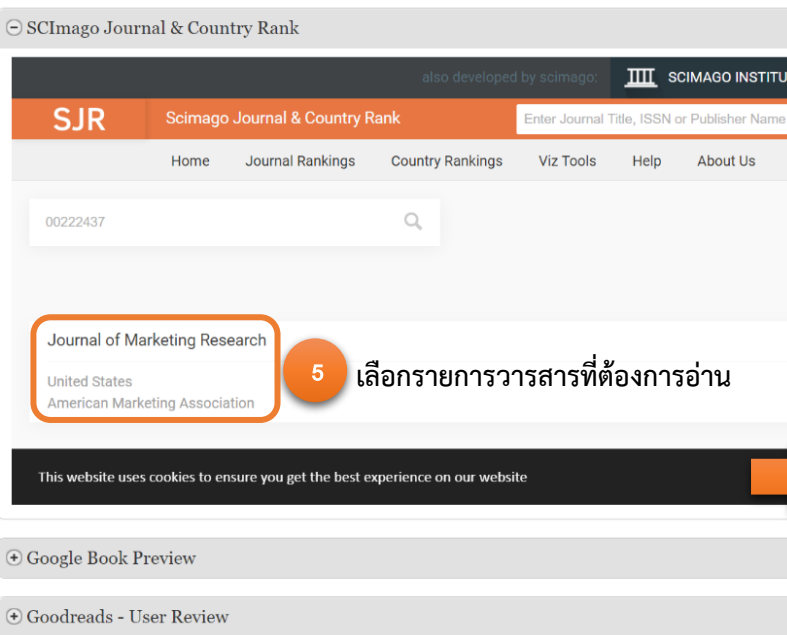 SCImago Journal & Country Rank
also developed by scimago:
SCIMAGO INSTITU
SJR
Scimago Journal & Country Rank
Enter Journal Title, ISSN or Publisher Name
Home Journal Rankings Country Rankings Viz Tools Help About Us
00222437
Journal of Marketing Research
United States
American Marketing Association
5 เลือกรายการวารสารที่ต้องการอ่าน
This website uses cookies to ensure you get the best experience on our website
Google Book Preview
Goodreads - User Review